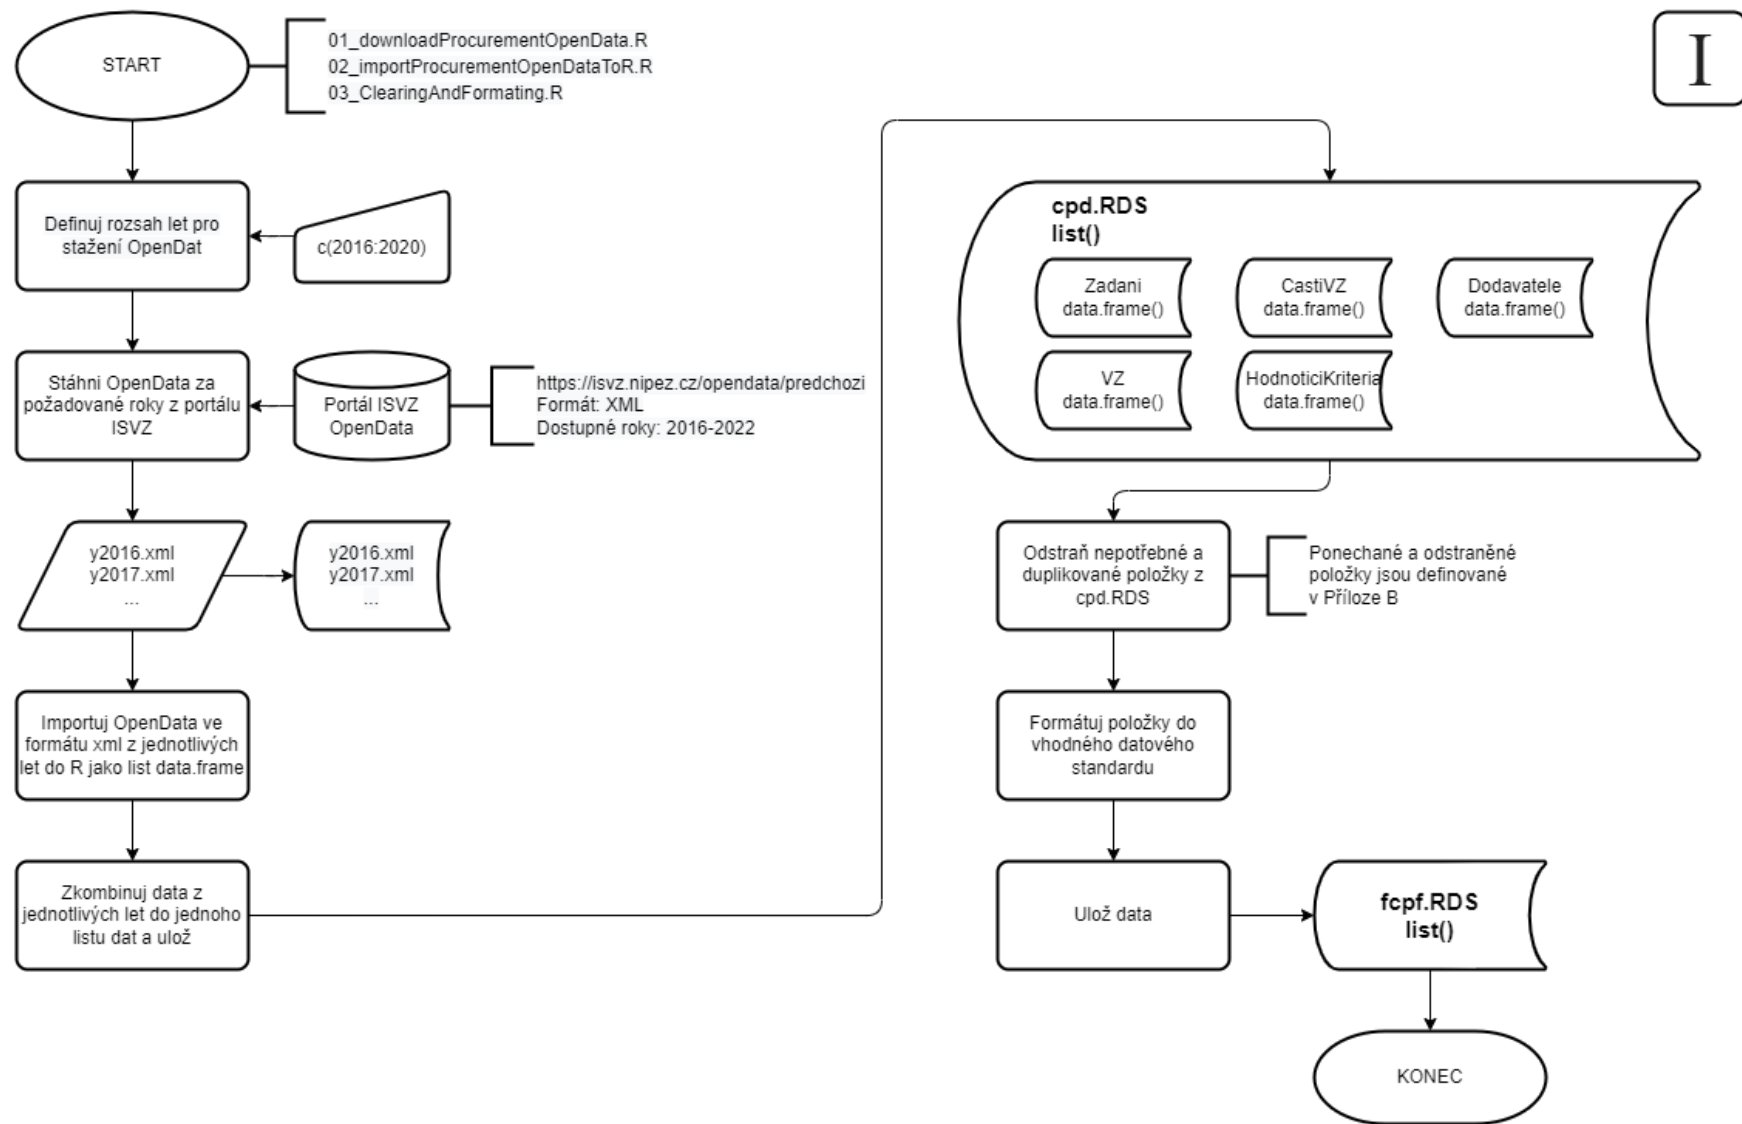 START
01_downloadProcurementOpenData.R
02_importProcurementOpenDataToR.R
03_ClearingAndFormating.R
I
Definuj rozsah let pro
stažení OpenDat
c(2016:2020)
Stáhni OpenData za
požadované roky z portálu
ISVZ
Portál ISVZ
OpenData
https://isvz.nipez.cz/opendata/predchozi
Formát: XML
Dostupné roky: 2016-2022
y2016.xml
y2017.xml
...
y2016.xml
y2017.xml
...
Importuj OpenData ve
formátu xml z jednotlivých
let do R jako list data.frame
Zkombinuj data z
jednotlivých let do jednoho
listu dat a ulož
cpd.RDS
list()
Zadani
data.frame()
CastiVZ
data.frame()
Dodavatele
data.frame()
VZ
data.frame()
HodnoticiKriteria
data.frame()
Odstraň nepotřebné a
duplikované položky z
cpd.RDS
Ponechané a odstraněné
položky jsou definované
v Příloze B
Formátuj položky do
vhodného datového
standardu
Ulož data
fcpf.RDS
list()
KONEC